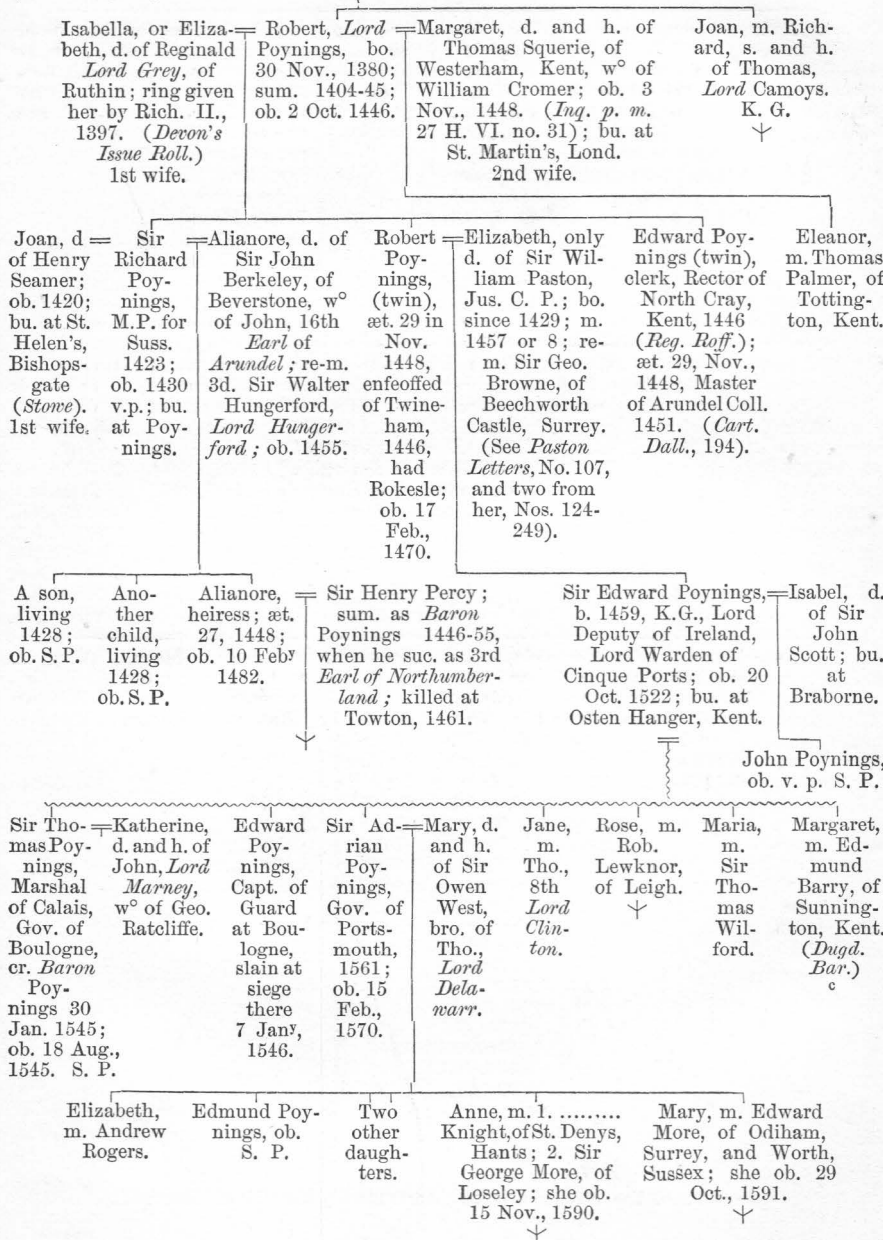 Isabella, or Eliza-
beth, d. of Reginald
Lord Grey, of
Ruthin; ring given
her by Rich. II.,
1397. (Devon's
Issue Roll.)
1st wife.
Robert, Lord
Poynings, bo.
30 Nov., 1380;
sum. 1404-45;
ob. 2 Oct. 1446.
Margaret, d. and h. of
Thomas Squerie, of
Westerham, Kent, wº of
William Cromer; ob. 3
Nov., 1448. (Inq. p. m.
27 H. VI. no. 31); bu. at
St. Martin's, Lond.
2nd wife.
Joan, m. Rich-
ard, s. and h.
of Thomas,
Lord Camoys.
K. G.
Joan, d
of Henry
Seamer;
ob. 1420;
bu. at St.
Helen's,
Bishops-
gate
(Stowe).
1st wife.
Sir
Richard
Poy-
nings,
M.P. for
Suss.
1423;
ob. 1430
v.p.; bu.
at Poy-
nings.
Alianore, d. of
Sir John
Berkeley, of
Beverstone, wº
of John, 16th
Earl of
Arundel; re-m.
3d. Sir Walter
Hungerford,
Lord Hunger-
ford; ob. 1455.
Robert
Poy-
nings,
(twin),
æt. 29 in
Nov.
1448,
enfeoffed
of Twine-
ham,
1446,
had
Rokesle;
ob. 17
Feb.,
1470.
Elizabeth, only
d. of Sir Wil-
liam Paston,
Jus. C. P.; bo.
since 1429; m.
1457 or 8; re-
m. Sir Geo.
Browne, of
Beechworth
Castle, Surrey.
(See Paston
Letters, No. 107,
and two from
her, Nos. 124-
249).
Edward Poy-
nings (twin),
clerk, Rector of
North Cray,
Kent, 1446
(Reg. Roff.);
æt. 29, Nov.,
1448, Master
of Arundel Coll.
1451. (Cart.
Dall., 194).
Eleanor,
m. Thomas
Palmer, of
Totting-
ton, Kent.
A son,
living
1428;
ob. S. P.
Ano-
ther
child,
living
1428;
ob. S. P.
Alianore,
heiress; æt.
27, 1448;
ob. 10 Febʸ
1482.
Sir Henry Percy;
sum. as Baron
Poynings 1446-55,
when he suc. as 3rd
Earl of Northumber-
land; killed at
Towton, 1461.
Sir Edward Poynings,
b. 1459, K.G., Lord
Deputy of Ireland,
Lord Warden of
Cinque Ports; ob. 20
Oct. 1522; bu. at
Osten Hanger, Kent.
Isabel, d.
of Sir
John
Scott; bu.
at
Braborne.
John Poynings,
ob. v. p. S. P.
Sir Tho-
mas Poy-
nings,
Marshal
of Calais,
Gov. of
Boulogne,
cr. Baron
Poy-
nings 30
Jan. 1545;
ob. 18 Aug.,
1545. S. P.
Katherine,
d. and h. of
John, Lord
Marney,
wº of Geo.
Ratcliffe.
Edward
Poy-
nings,
Capt. of
Guard
at Bou-
logne,
slain at
siege
there
7 Janʸ,
1546.
Sir Ad-
rian
Poy-
nings,
Gov. of
Ports-
mouth,
1561;
ob. 15
Feb.,
1570.
Mary, d.
and h.
of Sir
Owen
West,
bro. of
Tho.,
Lord
Dela-
warr.
Jane,
m.
Tho.,
8th
Lord
Clin-
ton.
Rose, m.
Rob.
Lewknor,
of Leigh.
Maria,
m.
Sir
Tho-
mas
Wil-
ford.
Margaret,
m. Ed-
mund
Barry, of
Sunning-
ton, Kent.
(Dugd.
Bar.)
c
Elizabeth,
m. Andrew
Rogers.
Edmund Poy-
nings, ob.
S. P.
Two
other
daugh-
ters.
Anne, m. 1. .........
Knight, of St. Denys,
Hants; 2. Sir
George More, of
Loseley; she ob.
15 Nov., 1590.
Mary, m. Edward
More, of Odiham,
Surrey, and Worth,
Sussex; she ob. 29
Oct., 1591.